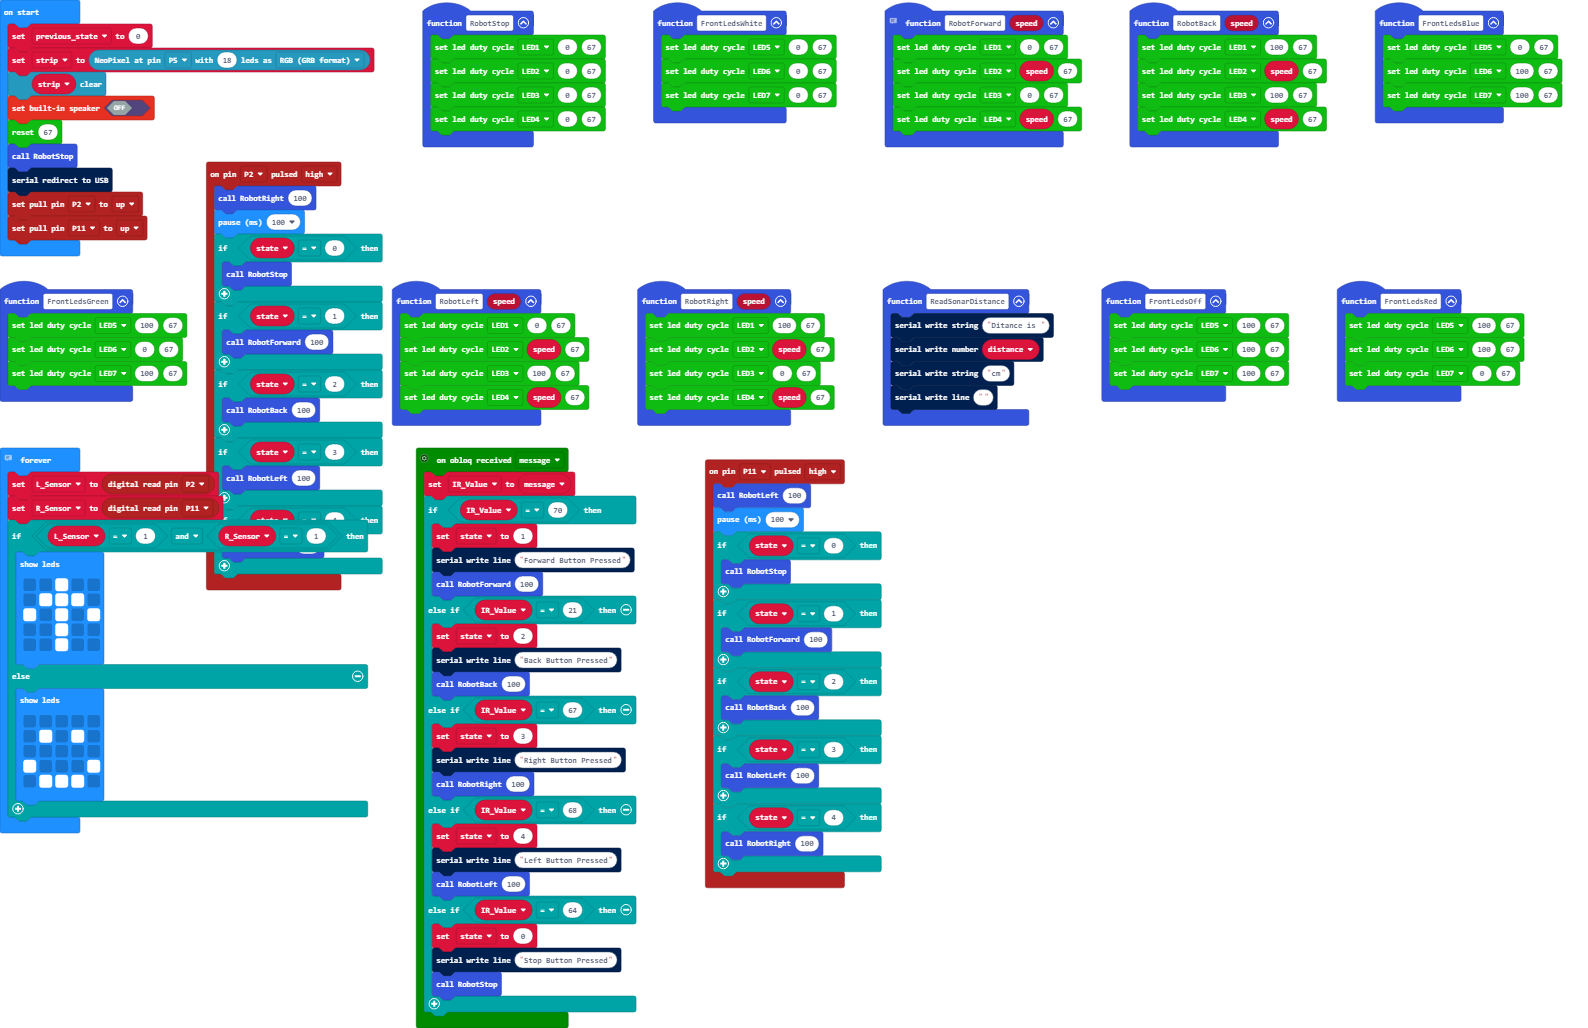 on start
set previous_state to 0
set strip to NeoPixel at pin P5 with 18 leds as RGB (GRB format)
strip clear
set built-in speaker OFF
reset 67
call RobotStop
serial redirect to USB
set pull pin P2 to up
set pull pin P11 to up
function RobotStop
set led duty cycle LED1 0 67
set led duty cycle LED2 0 67
set led duty cycle LED3 0 67
set led duty cycle LED4 0 67
function FrontLedsWhite
set led duty cycle LED5 0 67
set led duty cycle LED6 0 67
set led duty cycle LED7 0 67
function RobotForward speed
set led duty cycle LED1 0 67
set led duty cycle LED2 speed 67
set led duty cycle LED3 0 67
set led duty cycle LED4 speed 67
function RobotBack speed
set led duty cycle LED1 100 67
set led duty cycle LED2 speed 67
set led duty cycle LED3 100 67
set led duty cycle LED4 speed 67
function FrontLedsBlue
set led duty cycle LED5 0 67
set led duty cycle LED6 100 67
set led duty cycle LED7 100 67
on pin P2 pulsed high
call RobotRight 100
pause (ms) 100
if state = 0 then
call RobotStop
if state = 1 then
call RobotForward 100
if state = 2 then
call RobotBack 100
if state = 3 then
call RobotLeft 100
function FrontLedsGreen
set led duty cycle LED5 100 67
set led duty cycle LED6 0 67
set led duty cycle LED7 100 67
function RobotLeft speed
set led duty cycle LED1 0 67
set led duty cycle LED2 speed 67
set led duty cycle LED3 100 67
set led duty cycle LED4 speed 67
function RobotRight speed
set led duty cycle LED1 100 67
set led duty cycle LED2 speed 67
set led duty cycle LED3 0 67
set led duty cycle LED4 speed 67
function ReadSonarDistance
serial write string "Ditance is "
serial write number distance
serial write string "cm"
serial write line ""
function FrontLedsOff
set led duty cycle LED5 100 67
set led duty cycle LED6 100 67
set led duty cycle LED7 100 67
function FrontLedsRed
set led duty cycle LED5 100 67
set led duty cycle LED6 100 67
set led duty cycle LED7 0 67
forever
set L_Sensor to digital read pin P2
set R_Sensor to digital read pin P11
if L_Sensor = 1 and R_Sensor = 1 then
show leds
else
show leds
on obloq received message
set IR_Value to message
if IR_Value = 70 then
set state to 1
serial write line "Forward Button Pressed"
call RobotForward 100
else if IR_Value = 21 then
set state to 2
serial write line "Back Button Pressed"
call RobotBack 100
else if IR_Value = 67 then
set state to 3
serial write line "Right Button Pressed"
call RobotRight 100
else if IR_Value = 68 then
set state to 4
serial write line "Left Button Pressed"
call RobotLeft 100
else if IR_Value = 64 then
set state to 0
serial write line "Stop Button Pressed"
call RobotStop
on pin P11 pulsed high
call RobotLeft 100
pause (ms) 100
if state = 0 then
call RobotStop
if state = 1 then
call RobotForward 100
if state = 2 then
call RobotBack 100
if state = 3 then
call RobotLeft 100
if state = 4 then
call RobotRight 100